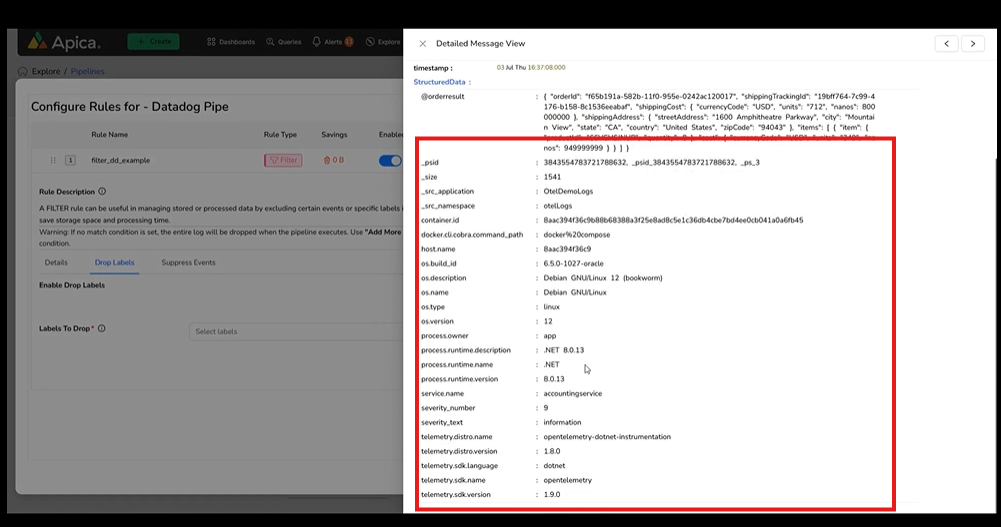 Apica.
+ Create
Dashboards
Queries
Alerts
Explore
Explore / Pipelines
Configure Rules for - Datadog Pipe
Rule Name Rule Type Savings Enabled
1 filter_dd_example Filter 0 B
Rule Description
A FILTER rule can be useful in managing stored or processed data by excluding certain events or specific labels
save storage space and processing time.
Warning: If no match condition is set, the entire log will be dropped when the pipeline executes. Use "Add More
condition.
Details Drop Labels Suppress Events
Enable Drop Labels
Labels To Drop* Select labels
Detailed Message View
timestamp : 03 Jul Thu 16:37:08:000
StructuredData :
@orderresult : { "orderId": "f65b191a-582b-11f0-955e-0242ac120017", "shippingTrackingId": "19bff764-7c99-4
176-b158-8c1536eeabaf", "shippingCost": { "currencyCode": "USD", "units": "712", "nanos": 800
000000 }, "shippingAddress": { "streetAddress": "1600 Amphitheatre Parkway", "city": "Mountai
n View", "state": "CA", "country": "United States", "zipCode": "94043" }, "items": [ { "item": {
nos": 949999999 } } ] }
_psid : 3843554783721788632, _psid_3843554783721788632, _ps_3
_size : 1541
_src_application : OtelDemoLogs
_src_namespace : otelLogs
container.id : 8aac394f36c9b88b68388a3f25e8ad8c5e1c36db4cbe7bd4ee0cb041a0a6fb45
docker.cli.cobra.command_path : docker%20compose
host.name : 8aac394f36c9
os.build_id : 6.5.0-1027-oracle
os.description : Debian GNU/Linux 12 (bookworm)
os.name : Debian GNU/Linux
os.type : linux
os.version : 12
process.owner : app
process.runtime.description : .NET 8.0.13
process.runtime.name : .NET
process.runtime.version : 8.0.13
service.name : accountingservice
severity_number : 9
severity_text : information
telemetry.distro.name : opentelemetry-dotnet-instrumentation
telemetry.distro.version : 1.8.0
telemetry.sdk.language : dotnet
telemetry.sdk.name : opentelemetry
telemetry.sdk.version : 1.9.0